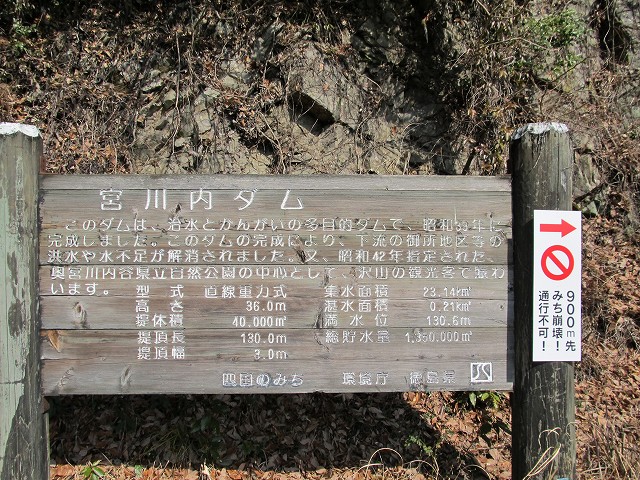 宮川内ダム
このダムは、治水とかんがいの多目的ダムで、昭和39年に
完成しました。このダムの完成により、下流の御所地区等の
洪水や水不足が解消されました。又、昭和42年指定された、
奥宮川内谷県立自然公園の中心として、沢山の観光客で賑わ
います。
型式 直線重力式 集水面積 23.14k㎡
高さ 36.0m 湛水面積 0.21k㎡
堤体積 40,000㎥ 満水位 130.6m
堤頂長 130.0m 総貯水量 1,350,000㎥
堤頂幅 3.0m
四国のみち 環境庁 徳島県
900m先
みち崩壊!
通行不可!